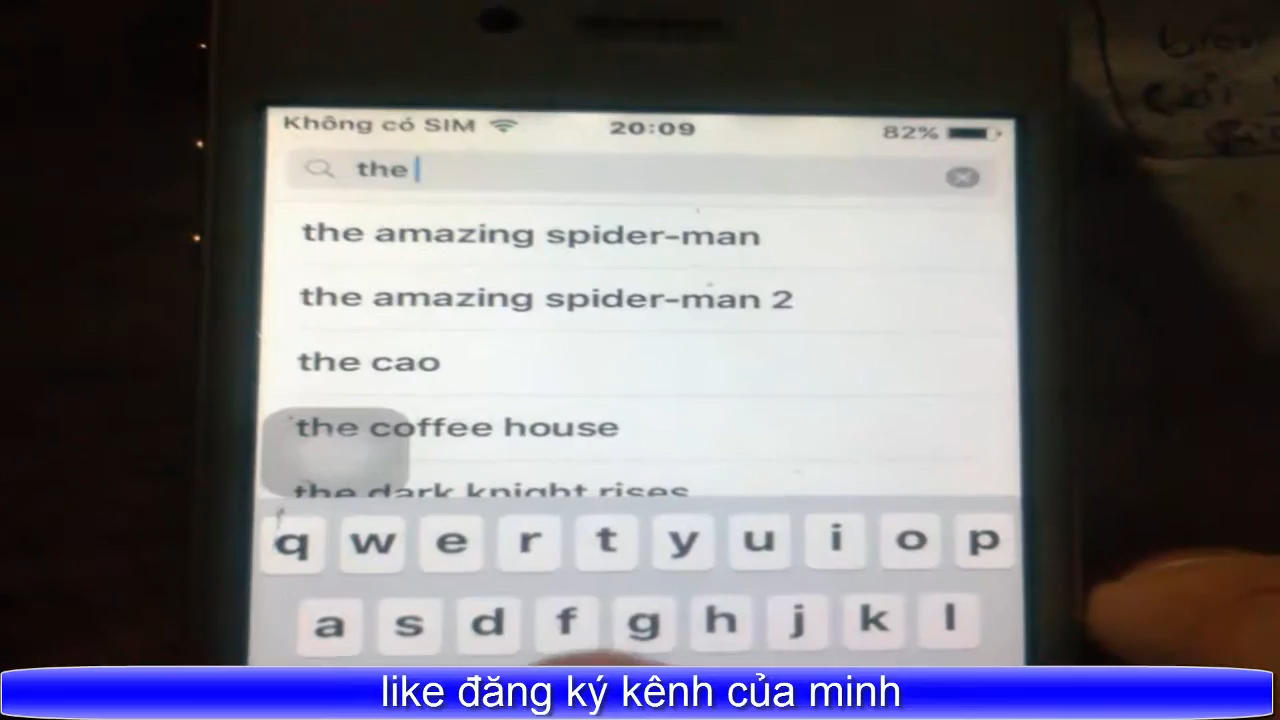 Không có SIM 20:09 82%
the
the amazing spider-man
the amazing spider-man 2
the cao
the coffee house
the dark knight rises
q w e r t y u i o p
a s d f g h j k l
like đăng ký kênh của minh